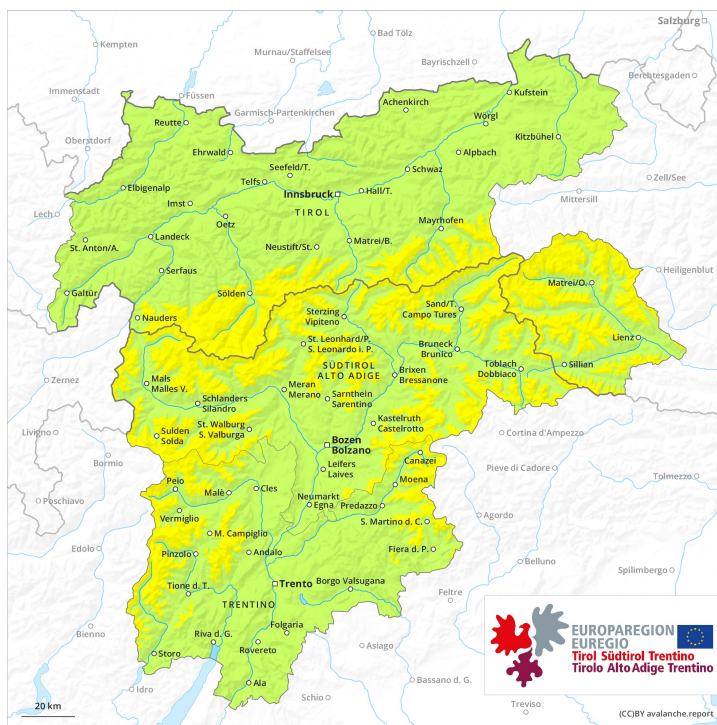 Salzburg
Kempten
Bad Tölz
Murnau/Staffelsee
Bayrischzell
Berchtesgaden
Immenstadt
Füssen
Garmisch-Partenkirchen
Achenkirch
Kufstein
Wörgl
Reutte
Oberstdorf
Ehrwald
Kitzbühel
Alpbach
Seefeld/T.
Schwaz
Telfs
Zell/See
Elbigenalp
Innsbruck
Hall/T.
Mittersill
Imst
TIROL
Lech
Oetz
Mayrhofen
Landeck
Neustift/St.
Matrei/B.
St. Anton/A.
Serfaus
Heiligenblut
Galtür
Sölden
Matrei/O.
Nauders
Sterzing
Vipiteno
Sand/T.
Campo Tures
Lienz
St. Leonhard/P.
S. Leonardo i. P.
Bruneck
Brunico
Sillian
Toblach
Dobbiaco
SÜDTIROL
ALTO ADIGE
Brixen
Bressanone
Zernez
Mals
Malles V.
Meran
Merano
Schlanders
Silandro
Sarnthein
Sarentino
St. Walburg
S. Valburga
Kastelruth
Castelrotto
Livigno
Sulden
Solda
Cortina d'Ampezzo
Bozen
Bolzano
Bormio
Canazei
Leifers
Laives
Pieve di Cadore
Tolmezzo
Peio
Moena
Poschiavo
Malè
Cles
Neumarkt
Egna
Predazzo
Agordo
Vermiglio
S. Martino d. C.
M. Campiglio
Edolo
Pinzolo
Andalo
Fiera d. P.
Belluno
Spilimbergo
Trento
Borgo Valsugana
Tione d. T.
Feltre
TRENTINO
Bienno
Folgaria
Riva d. G.
Rovereto
Storo
Asiago
Idro
Ala
Schio
Bassano d. G.
Treviso
EUROPAREGION
EUREGIO
Tirol Südtirol Trentino
Tirolo Alto Adige Trentino
20 km
(CC)BY avalanche.report